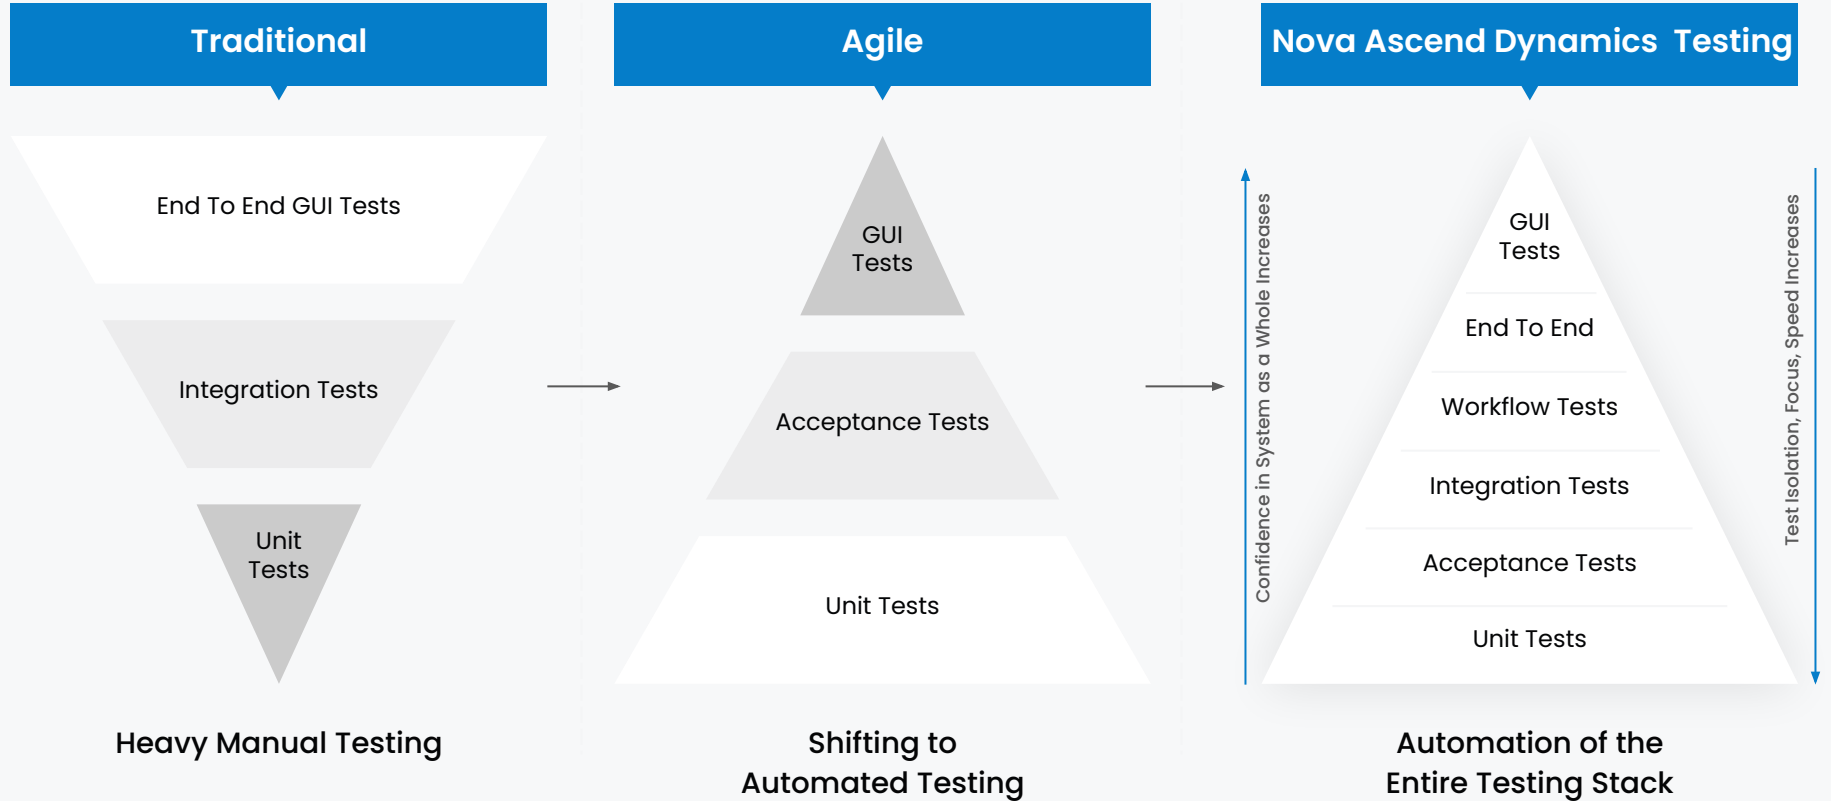 Traditional
End To End GUI Tests
Integration Tests
Unit
Tests
Heavy Manual Testing
Agile
GUI
Tests
Acceptance Tests
Unit Tests
Shifting to
Automated Testing
Nova Ascend Dynamics  Testing
Confidence in System as a Whole Increases
GUI
Tests
End To End
Workflow Tests
Integration Tests
Acceptance Tests
Unit Tests
Test Isolation, Focus, Speed Increases
Automation of the
Entire Testing Stack